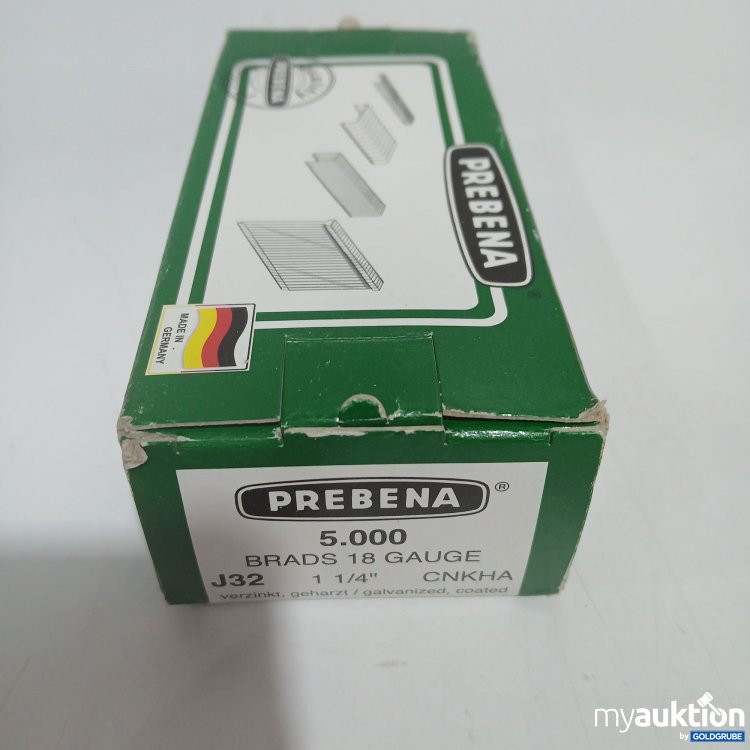 PREBENA
PREBENA ®
MADE IN
GERMANY
PREBENA ®
5.000
BRADS 18 GAUGE
J32 1 1/4" CNKHA
verzinkt, geharzt / galvanized, coated
myauktion
by GOLDGRUBE